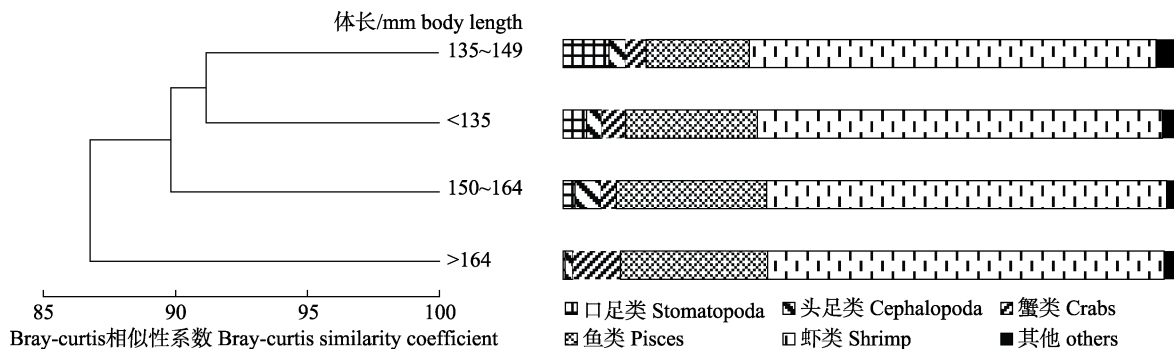 体长/mm body length
135~149
<135
150~164
>164
85 90 95 100
Bray-curtis相似性系数 Bray-curtis similarity coefficient
口足类 Stomatopoda 头足类 Cephalopoda 蟹类 Crabs
鱼类 Pisces 虾类 Shrimp 其他 others